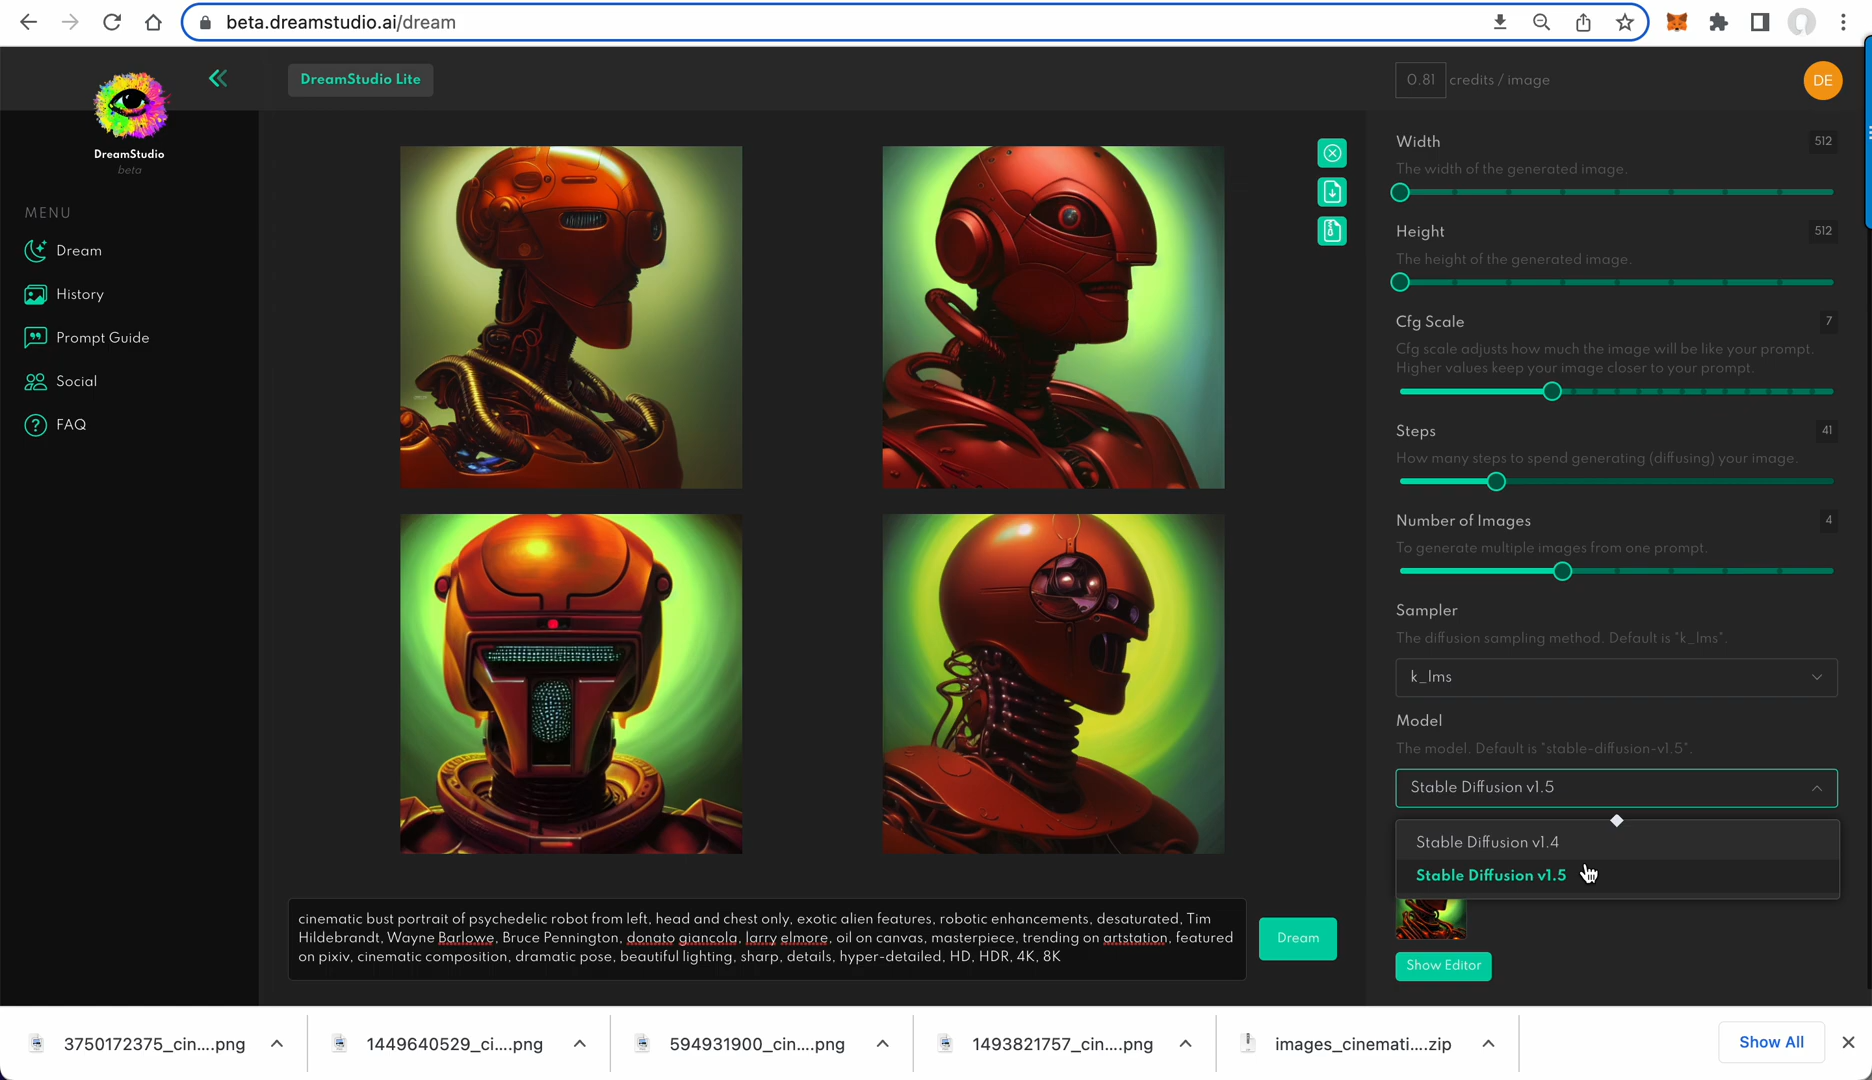 beta.dreamstudio.ai/dream
DreamStudio Lite
0.81 credits / image
DE
DreamStudio
beta
MENU
Dream
History
Prompt Guide
Social
FAQ
Width 512
The width of the generated image.
Height 512
The height of the generated image.
Cfg Scale 7
Cfg scale adjusts how much the image will be like your prompt.
Higher values keep your image closer to your prompt.
Steps 41
How many steps to spend generating (diffusing) your image.
Number of Images 4
To generate multiple images from one prompt.
Sampler
The diffusion sampling method. Default is "k_lms".
k_lms
Model
The model. Default is "stable-diffusion-v1.5".
Stable Diffusion v1.5
Stable Diffusion v1.4
Stable Diffusion v1.5
Show Editor
cinematic bust portrait of psychedelic robot from left, head and chest only, exotic alien features, robotic enhancements, desaturated, Tim
Hildebrandt, Wayne Barlowe, Bruce Pennington, donato giancola, larry elmore, oil on canvas, masterpiece, trending on artstation, featured
on pixiv, cinematic composition, dramatic pose, beautiful lighting, sharp, details, hyper-detailed, HD, HDR, 4K, 8K
Dream
3750172375_cin....png
1449640529_ci....png
594931900_cin....png
1493821757_cin....png
images_cinemati....zip
Show All